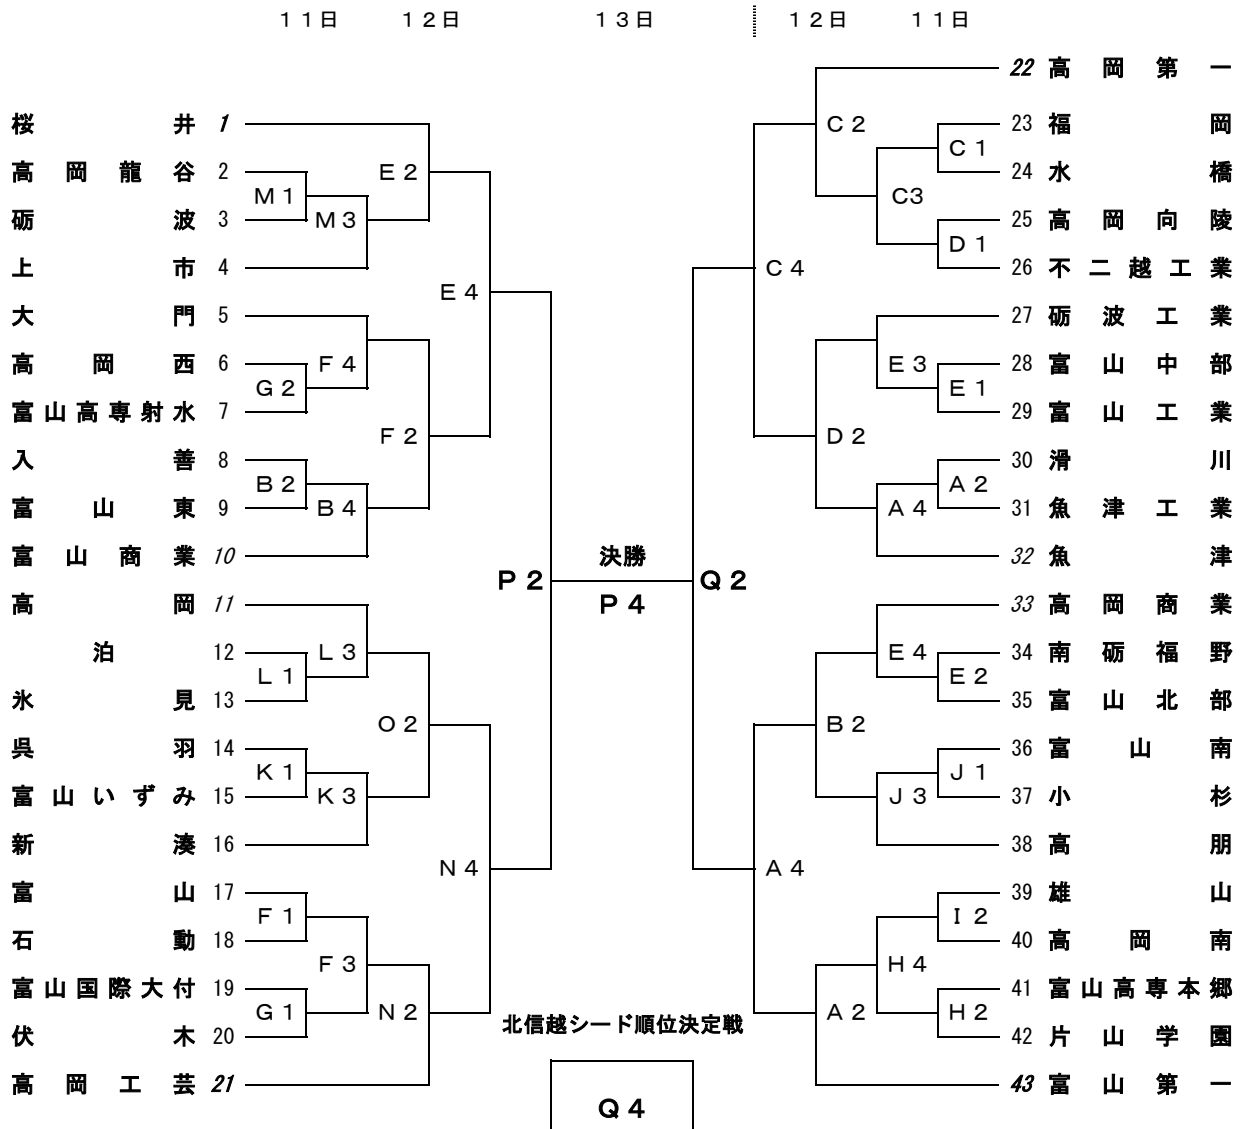 11日 12日 13日 12日 11日
22 高岡第一
桜井 1 C2 23 福岡
C1
高岡龍谷 2 E2 24 水橋
M1 C3
砺波 3 M3 25 高岡向陵
D1
上市 4 C4 26 不二越工業
E4
大門 5 27 砺波工業
高岡西 6 F4 E3 28 富山中部
G2 E1
富山高専射水 7 29 富山工業
F2 D2
入善 8 30 滑川
B2 A2
富山東 9 B4 A4 31 魚津工業
富山商業 10 決勝 32 魚津
P2 Q2
高岡 11 P4 33 高岡商業
泊 12 L3 E4 34 南砺福野
L1 E2
氷見 13 35 富山北部
O2 B2
呉羽 14 36 富山南
K1 J1
富山いずみ 15 K3 J3 37 小杉
新湊 16 38 高朋
N4 A4
富山 17 39 雄山
F1 I2
石動 18 40 高岡南
F3 H4
富山国際大付 19 41 富山高専本郷
G1 N2 A2 H2
伏木 20 北信越シード順位決定戦 42 片山学園
高岡工芸 21 43 富山第一
Q4